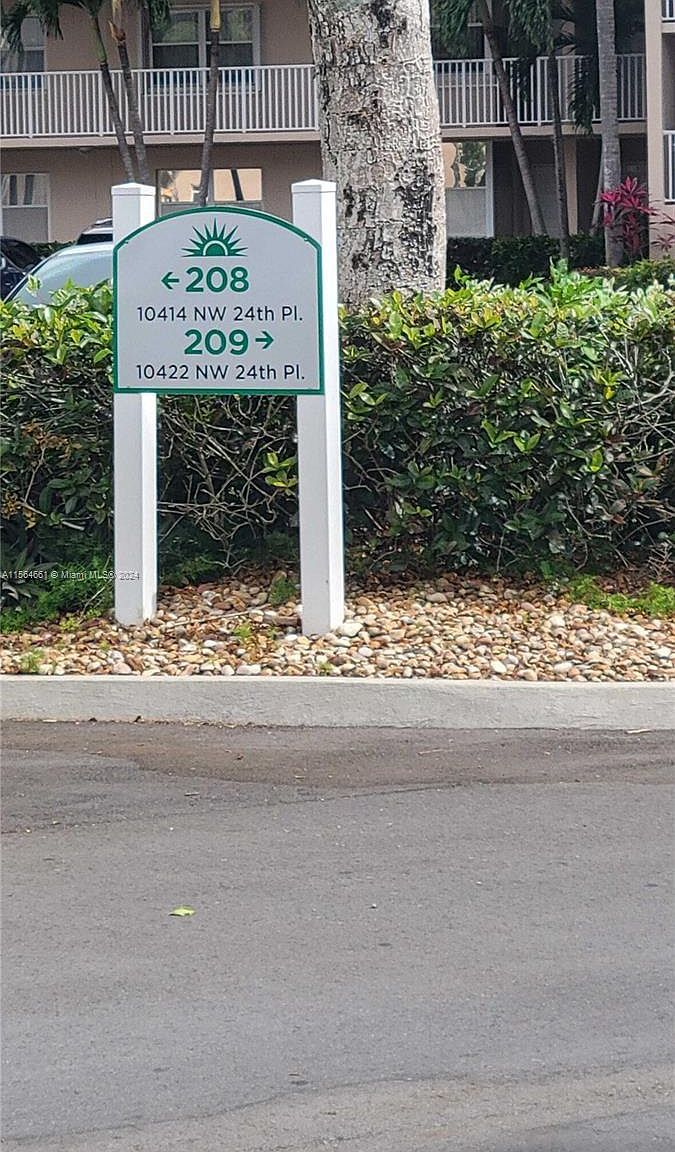 ← 208
10414 NW 24th Pl.
209 →
10422 NW 24th Pl.
A11564661 © Miami MLS® 2024